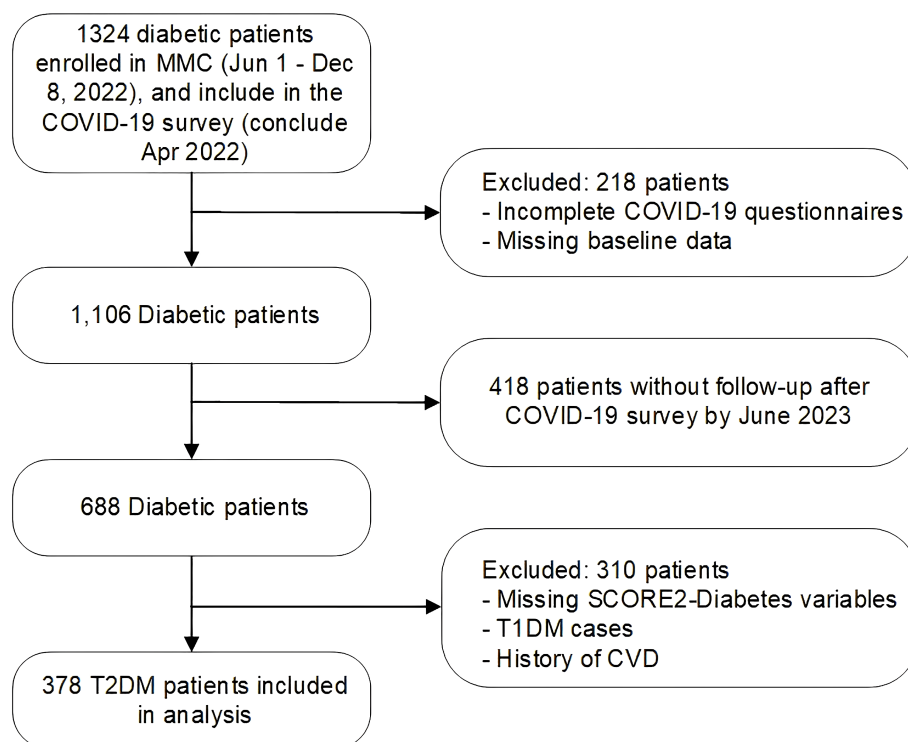 1324 diabetic patients
enrolled in MMC (Jun 1 - Dec
8, 2022), and include in the
COVID-19 survey (conclude
Apr 2022)
Excluded: 218 patients
- Incomplete COVID-19 questionnaires
- Missing baseline data
1,106 Diabetic patients
418 patients without follow-up after
COVID-19 survey by June 2023
688 Diabetic patients
Excluded: 310 patients
- Missing SCORE2-Diabetes variables
- T1DM cases
- History of CVD
378 T2DM patients included
in analysis